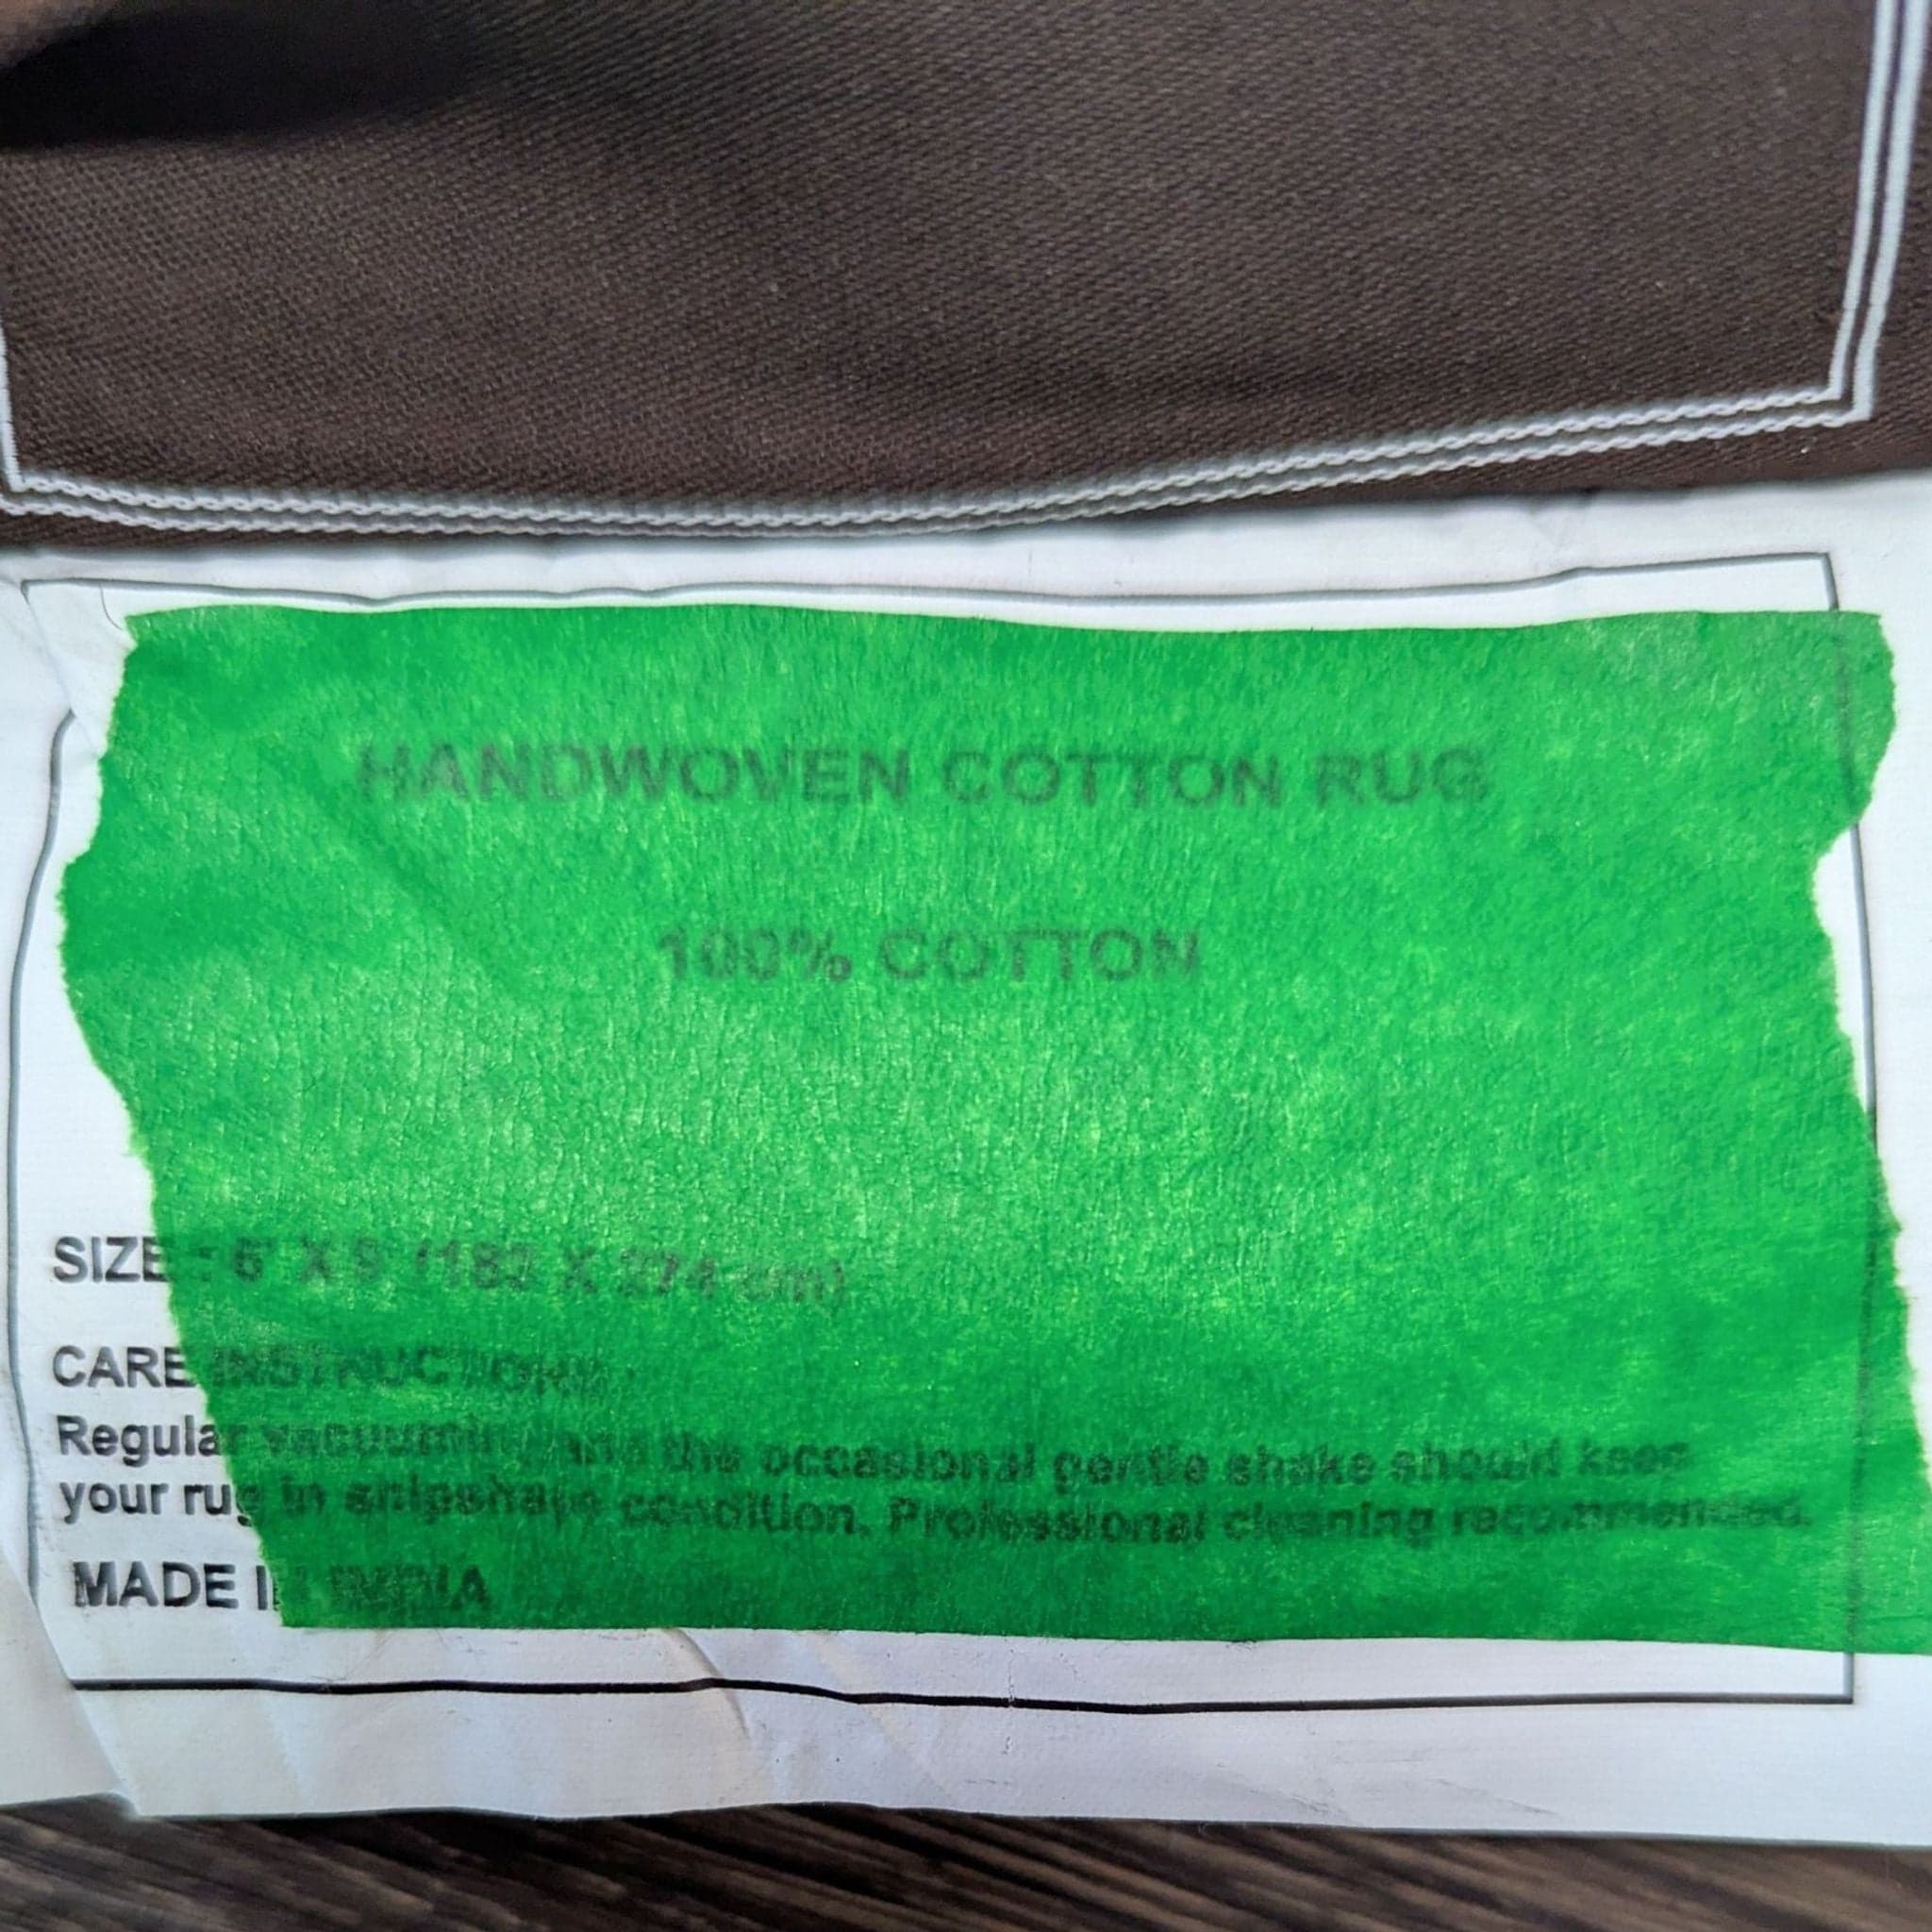 HANDWOVEN COTTON RUG
100% COTTON
SIZE : 6' X 9' (182 X 274 cm)
CARE INSTRUCTIONS :
Regular vacuuming and the occasional gentle shake should keep
your rug in shipshape condition. Professional cleaning recommended.
MADE IN INDIA